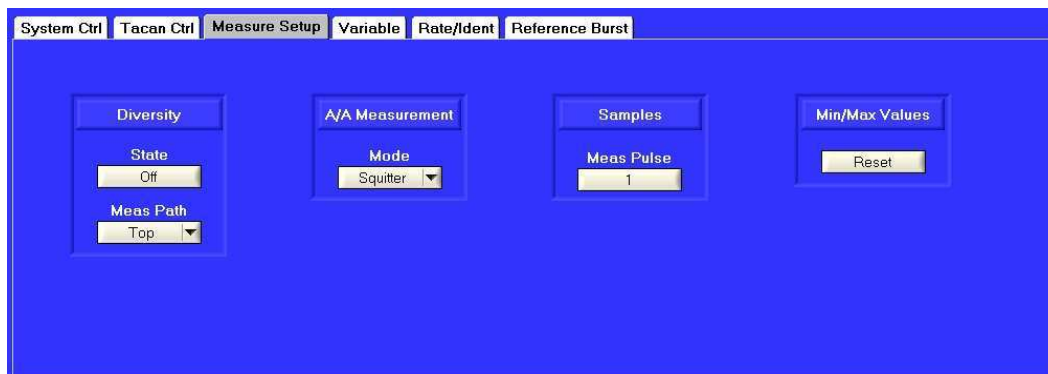 System Ctrl Tacan Ctrl Measure Setup Variable Rate/Ident Reference Burst
Diversity
State
Off
Meas Path
Top
A/A Measurement
Mode
Squitter
Samples
Meas Pulse
1
Min/Max Values
Reset